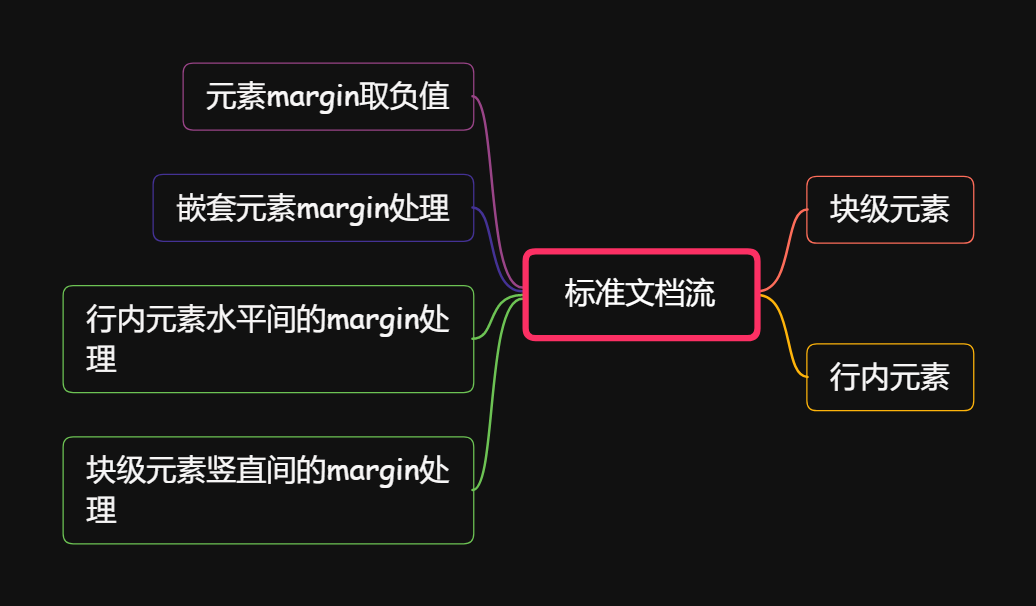 元素margin取负值
嵌套元素margin处理
行内元素水平间的margin处
理
块级元素竖直间的margin处
理
标准文档流
块级元素
行内元素